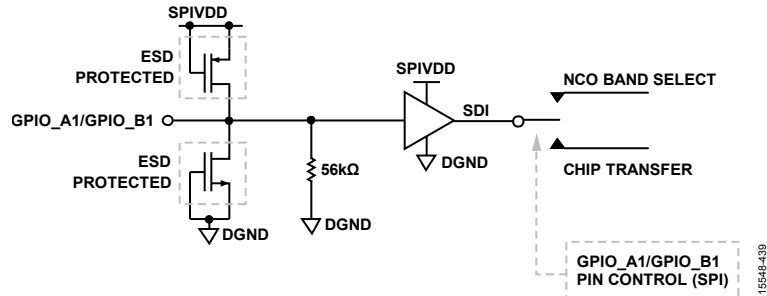 SPIVDD
ESD
PROTECTED
SPIVDD
NCO BAND SELECT
GPIO_A1/GPIO_B1
SDI
ESD
PROTECTED
56kΩ
DGND
CHIP TRANSFER
DGND
DGND
GPIO_A1/GPIO_B1
PIN CONTROL (SPI)
15548-439